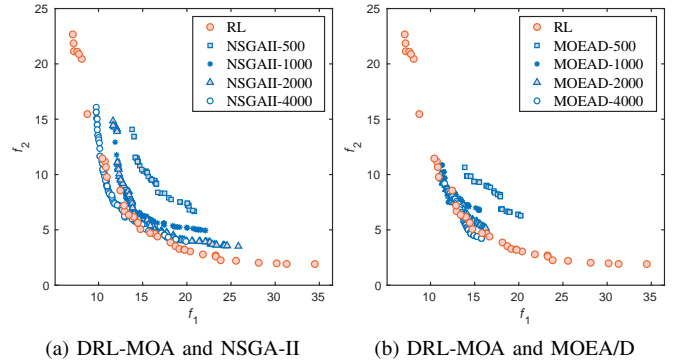 25
20
15
10
5
0
f2
10
15
20
25
30
35
f1
RL
NSGAII-500
NSGAII-1000
NSGAII-2000
NSGAII-4000
25
20
15
10
5
0
f2
10
15
20
25
30
35
f1
RL
MOEAD-500
MOEAD-1000
MOEAD-2000
MOEAD-4000
(a) DRL-MOA and NSGA-II
(b) DRL-MOA and MOEA/D